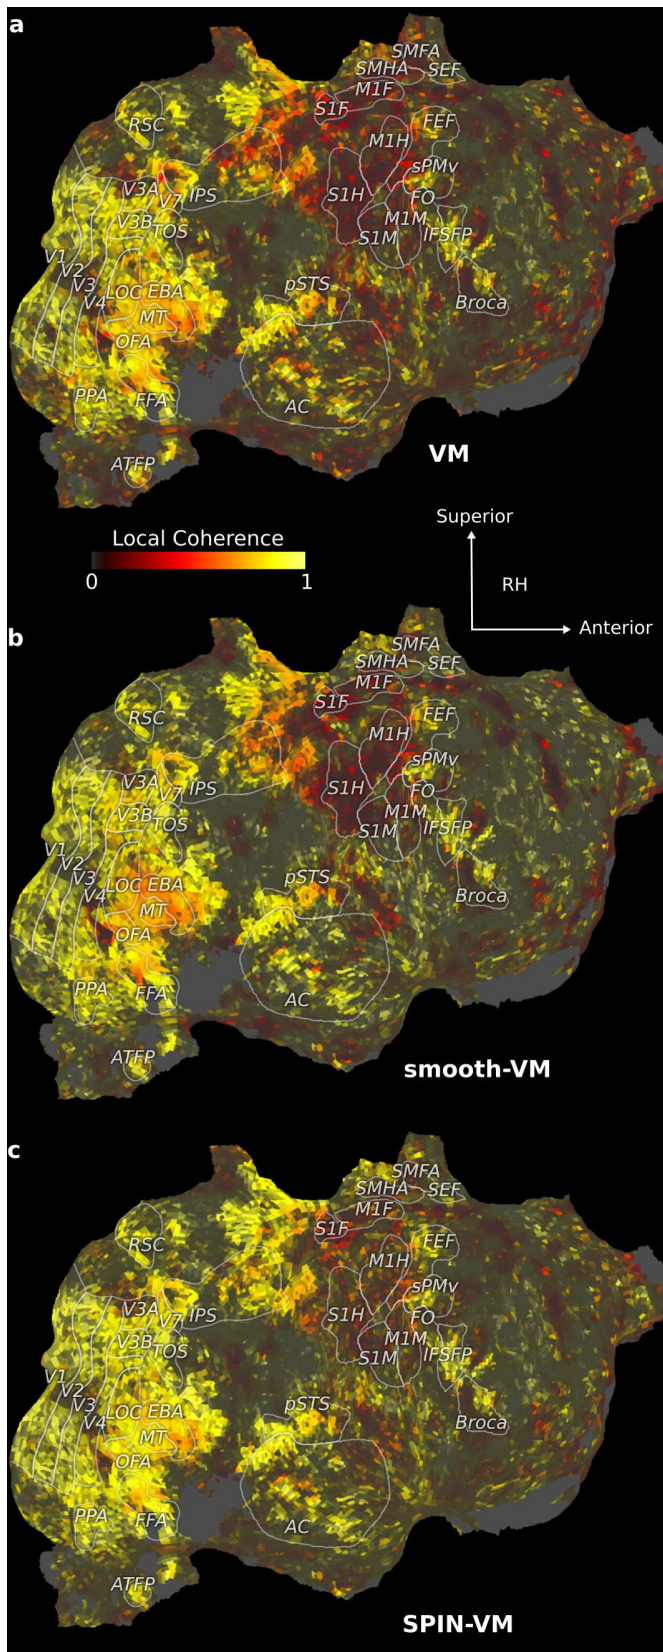 a
SMFA
SMHA SEF
M1F
S1F
RSC
FEF
M1H
sPMv
V3A
V7 IPS
S1H
FO
V3B TOS
M1M
S1M IFSFP
V1
V2
V3
V4
LOC EBA
pSTS
Broca
MT
OFA
PPA
FFA
AC
ATFP
VM
Local Coherence
0 1
Superior
RH
Anterior
b
SMFA
SMHA SEF
M1F
S1F
RSC
FEF
M1H
sPMv
V3A
V7 IPS
S1H
FO
V3B TOS
M1M
S1M IFSFP
V1
V2
V3
V4
LOC EBA
pSTS
Broca
MT
OFA
PPA
FFA
AC
ATFP
smooth-VM
c
SMFA
SMHA SEF
M1F
S1F
RSC
FEF
M1H
sPMv
V3A
V7 IPS
S1H
FO
V3B TOS
M1M
S1M IFSFP
V1
V2
V3
V4
LOC EBA
pSTS
Broca
MT
OFA
PPA
FFA
AC
ATFP
SPIN-VM